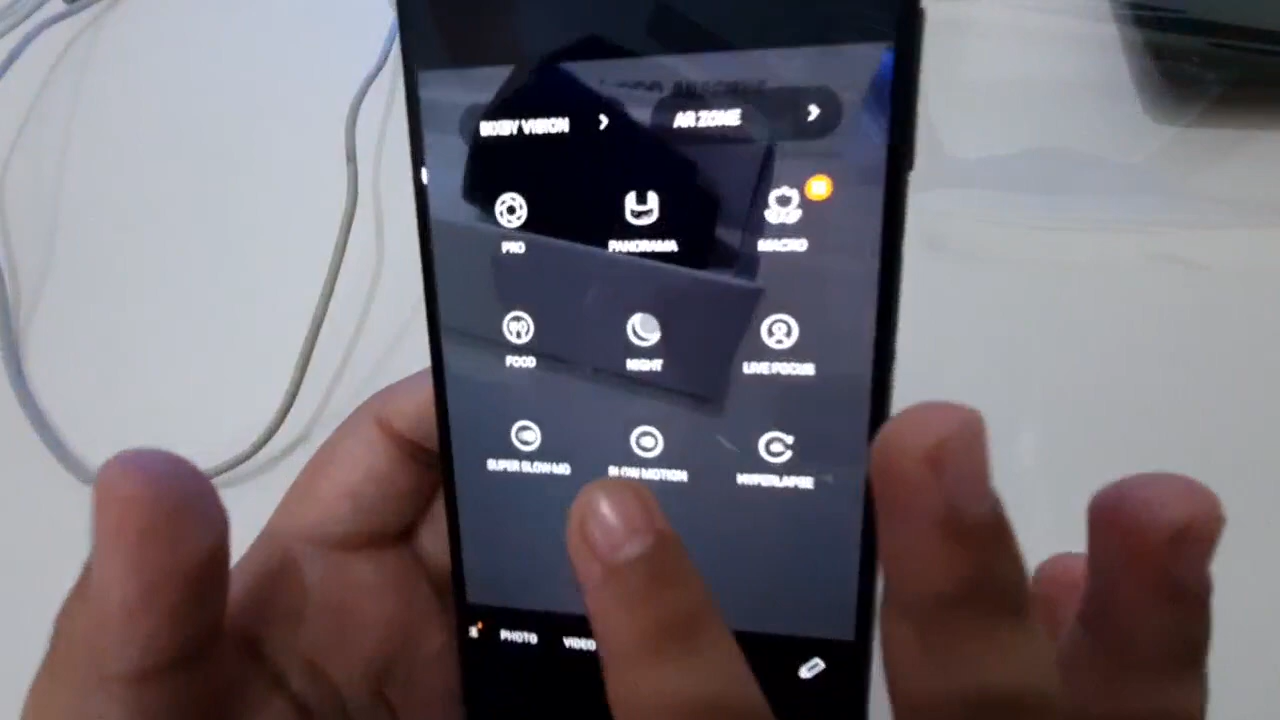 BIXBY VISION
AR ZONE
PRO
PANORAMA
MACRO
FOOD
NIGHT
LIVE FOCUS
SUPER SLOW-MO
SLOW MOTION
HYPERLAPSE
PHOTO
VIDEO